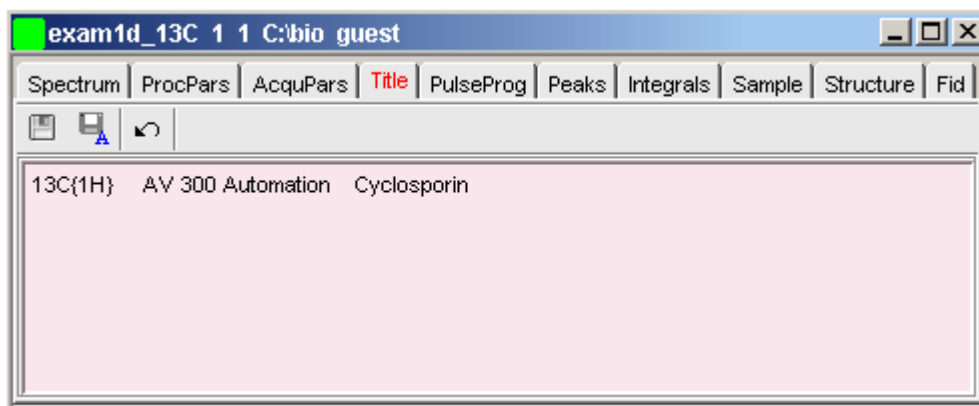 exam1d_13C 1 1 C:\bio guest
Spectrum ProcPars AcquPars Title PulseProg Peaks Integrals Sample Structure Fid
A
13C{1H} AV 300 Automation Cyclosporin